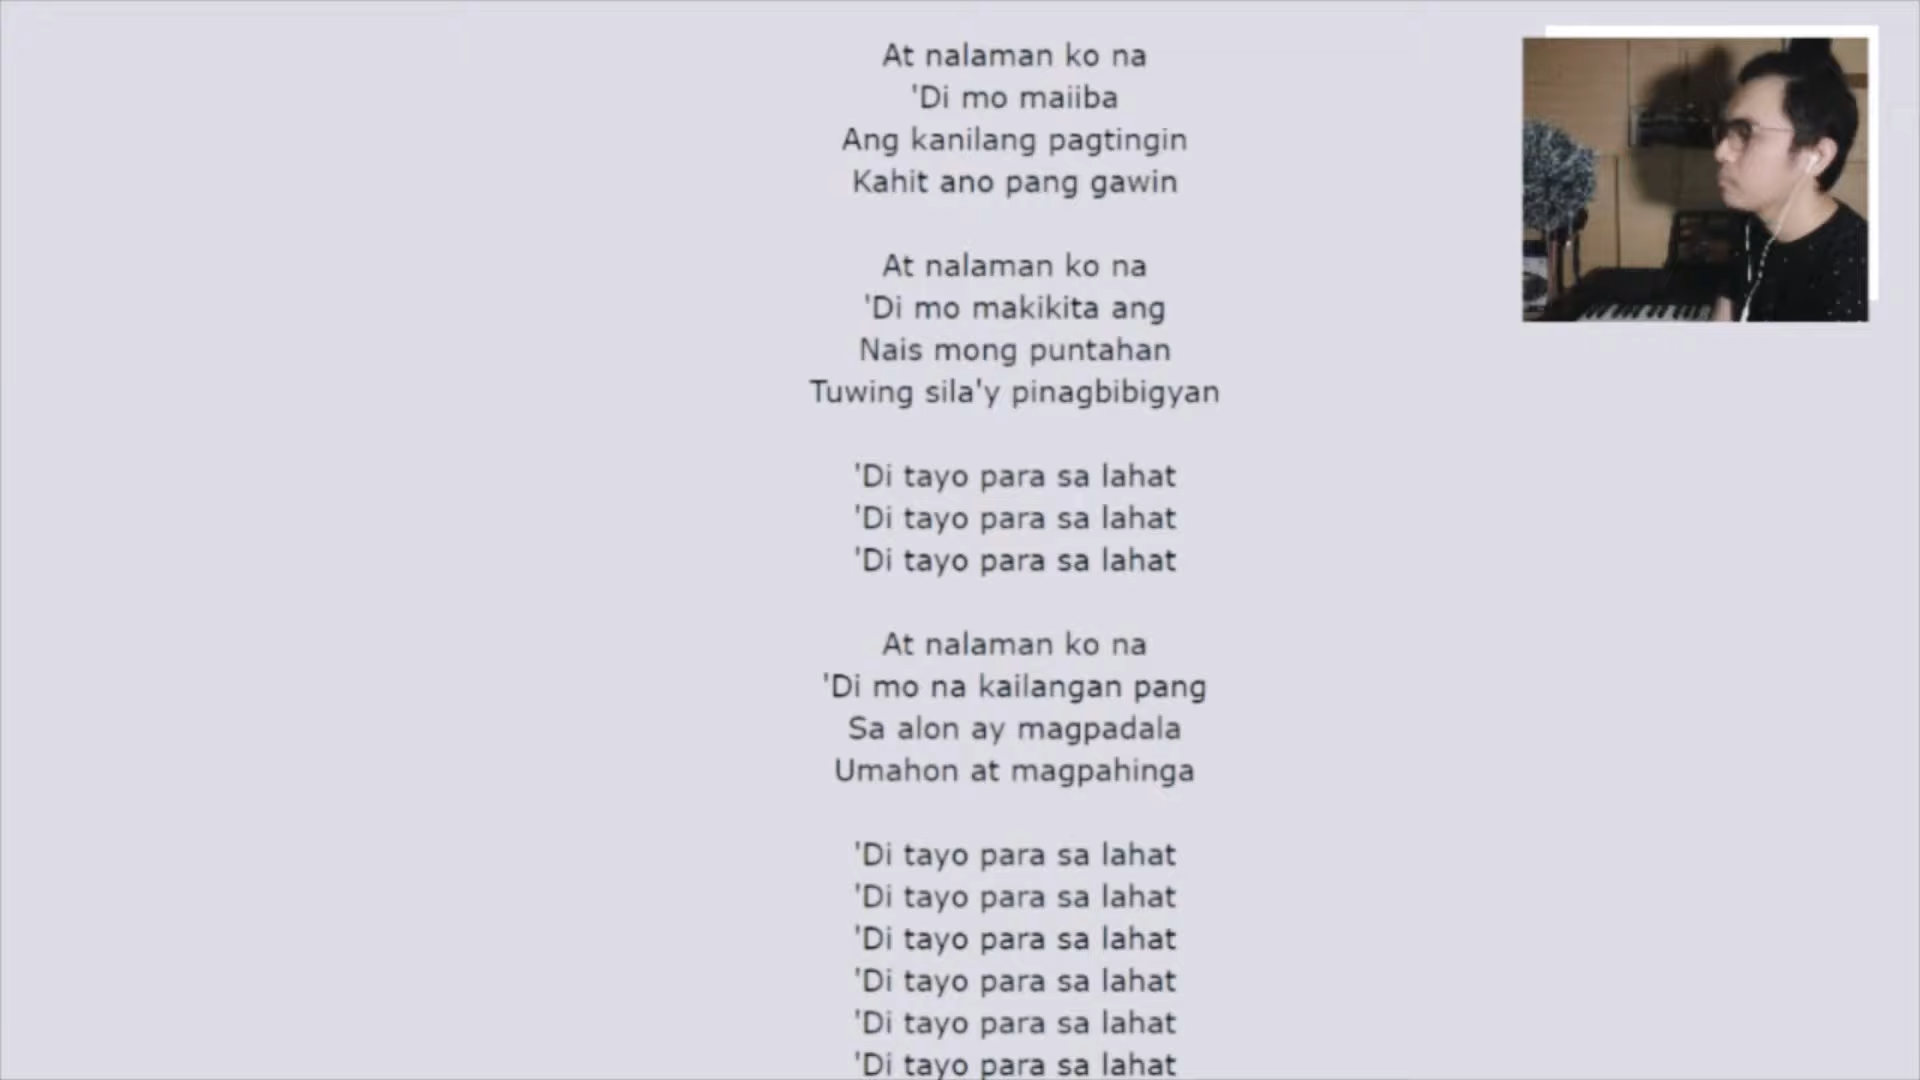 At nalaman ko na
'Di mo maiiba
Ang kanilang pagtingin
Kahit ano pang gawin
At nalaman ko na
'Di mo makikita ang
Nais mong puntahan
Tuwing sila'y pinagbibigyan
'Di tayo para sa lahat
'Di tayo para sa lahat
'Di tayo para sa lahat
At nalaman ko na
'Di mo na kailangan pang
Sa alon ay magpadala
Umahon at magpahinga
'Di tayo para sa lahat
'Di tayo para sa lahat
'Di tayo para sa lahat
'Di tayo para sa lahat
'Di tayo para sa lahat
'Di tayo para sa lahat